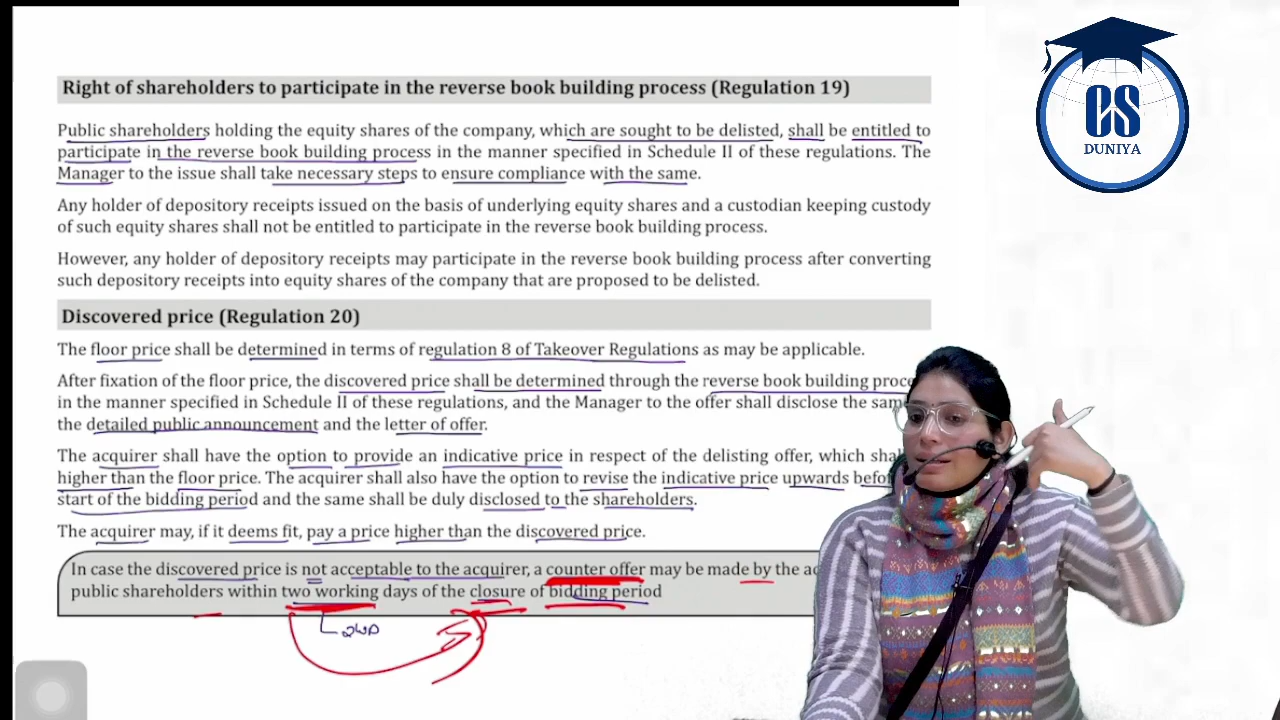 Right of shareholders to participate in the reverse book building process (Regulation 19)
Public shareholders holding the equity shares of the company, which are sought to be delisted, shall be entitled to
participate in the reverse book building process in the manner specified in Schedule II of these regulations. The
Manager to the issue shall take necessary steps to ensure compliance with the same.
Any holder of depository receipts issued on the basis of underlying equity shares and a custodian keeping custody
of such equity shares shall not be entitled to participate in the reverse book building process.
However, any holder of depository receipts may participate in the reverse book building process after converting
such depository receipts into equity shares of the company that are proposed to be delisted.
Discovered price (Regulation 20)
The floor price shall be determined in terms of regulation 8 of Takeover Regulations as may be applicable.
After fixation of the floor price, the discovered price shall be determined through the reverse book building proce
in the manner specified in Schedule II of these regulations, and the Manager to the offer shall disclose the sam
the detailed public announcement and the letter of offer.
The acquirer shall have the option to provide an indicative price in respect of the delisting offer, which sha
higher than the floor price. The acquirer shall also have the option to revise the indicative price upwards befo
start of the bidding period and the same shall be duly disclosed to the shareholders.
The acquirer may, if it deems fit, pay a price higher than the discovered price.
In case the discovered price is not acceptable to the acquirer, a counter offer may be made by the ac
public shareholders within two working days of the closure of bidding period
2WD
CS
DUNIYA